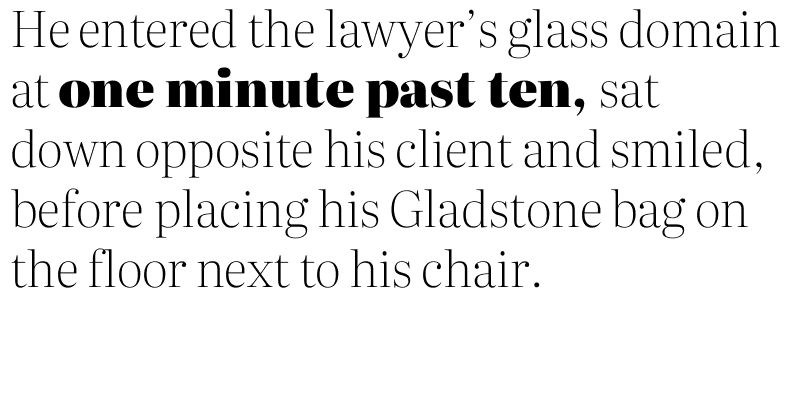 He entered the lawyer’s glass domain
at one minute past ten, sat
down opposite his client and smiled,
before placing his Gladstone bag on
the floor next to his chair.